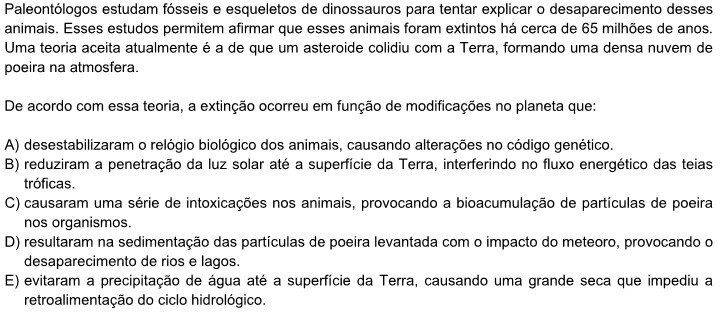 Paleontólogos estudam fósseis e esqueletos de dinossauros para tentar explicar o desaparecimento desses
animais. Esses estudos permitem afirmar que esses animais foram extintos há cerca de 65 milhões de anos.
Uma teoria aceita atualmente é a de que um asteroide colidiu com a Terra, formando uma densa nuvem de
poeira na atmosfera.
De acordo com essa teoria, a extinção ocorreu em função de modificações no planeta que:
A) desestabilizaram o relógio biológico dos animais, causando alterações no código genético.
B) reduziram a penetração da luz solar até a superfície da Terra, interferindo no fluxo energético das teias
tróficas.
C) causaram uma série de intoxicações nos animais, provocando a bioacumulação de partículas de poeira
nos organismos.
D) resultaram na sedimentação das partículas de poeira levantada com o impacto do meteoro, provocando o
desaparecimento de rios e lagos.
E) evitaram a precipitação de água até a superfície da Terra, causando uma grande seca que impediu a
retroalimentação do ciclo hidrológico.